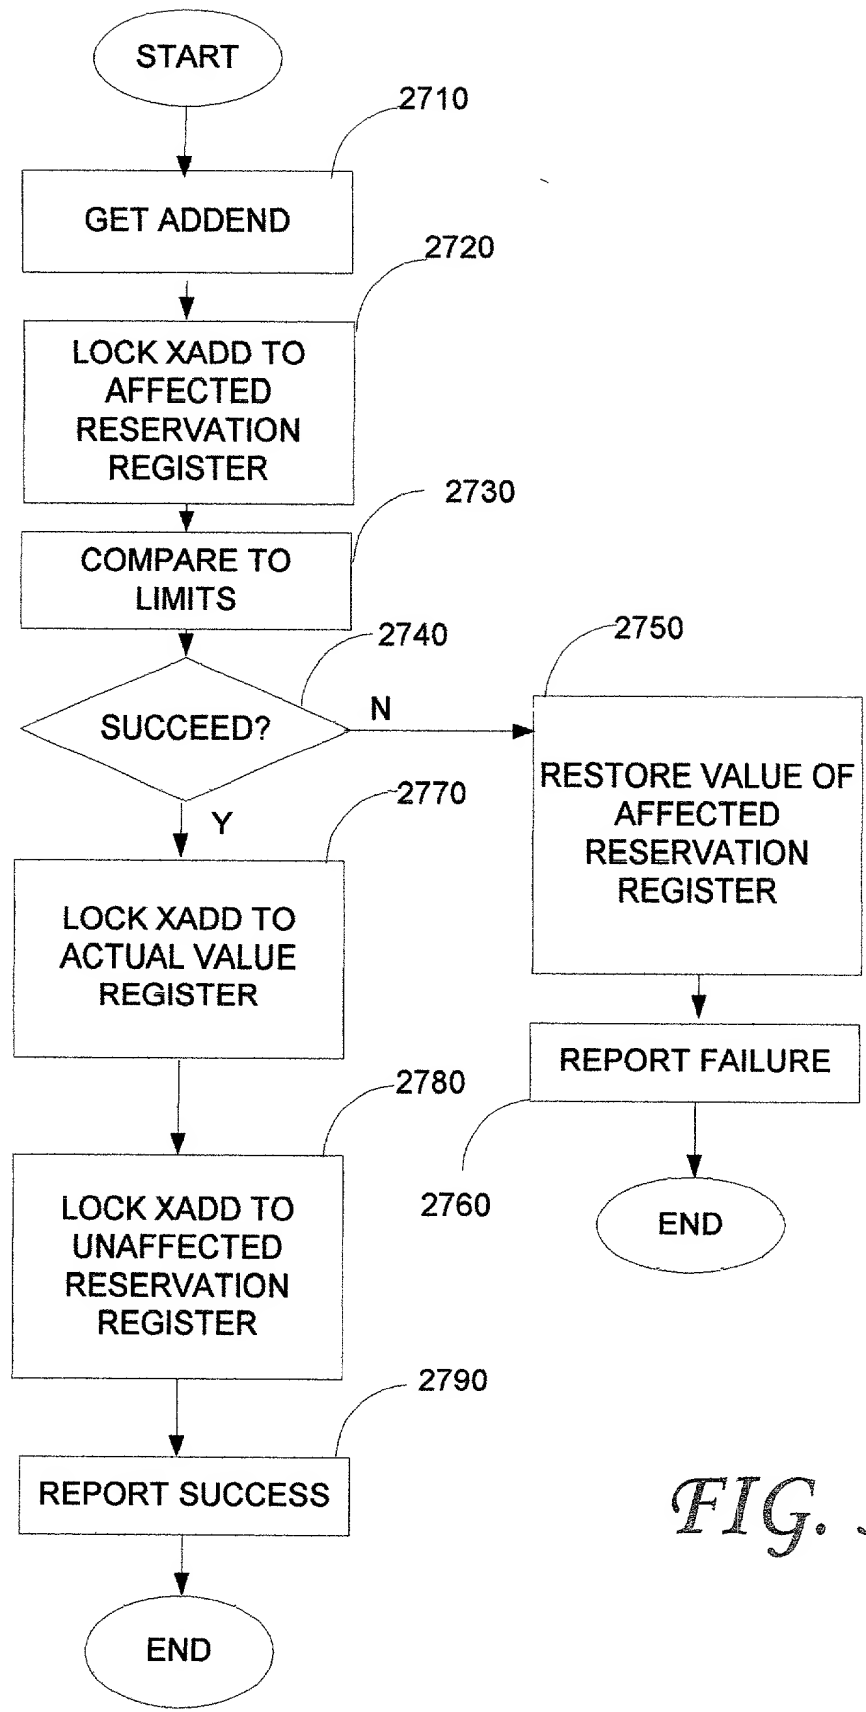 START
2710
GET ADDEND
2720
LOCK XADD TO
AFFECTED
RESERVATION
REGISTER
2730
COMPARE TO
LIMITS
2740
SUCCEED?
N
2750
RESTORE VALUE OF
AFFECTED
RESERVATION
REGISTER
Y
2770
LOCK XADD TO
ACTUAL VALUE
REGISTER
REPORT FAILURE
2760
END
2780
LOCK XADD TO
UNAFFECTED
RESERVATION
REGISTER
2790
REPORT SUCCESS
END
FIG.